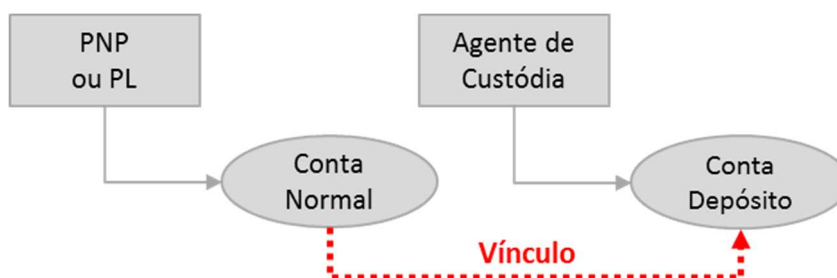 PNP
ou PL
Agente de
Custódia
Conta
Normal
Conta
Depósito
Vínculo